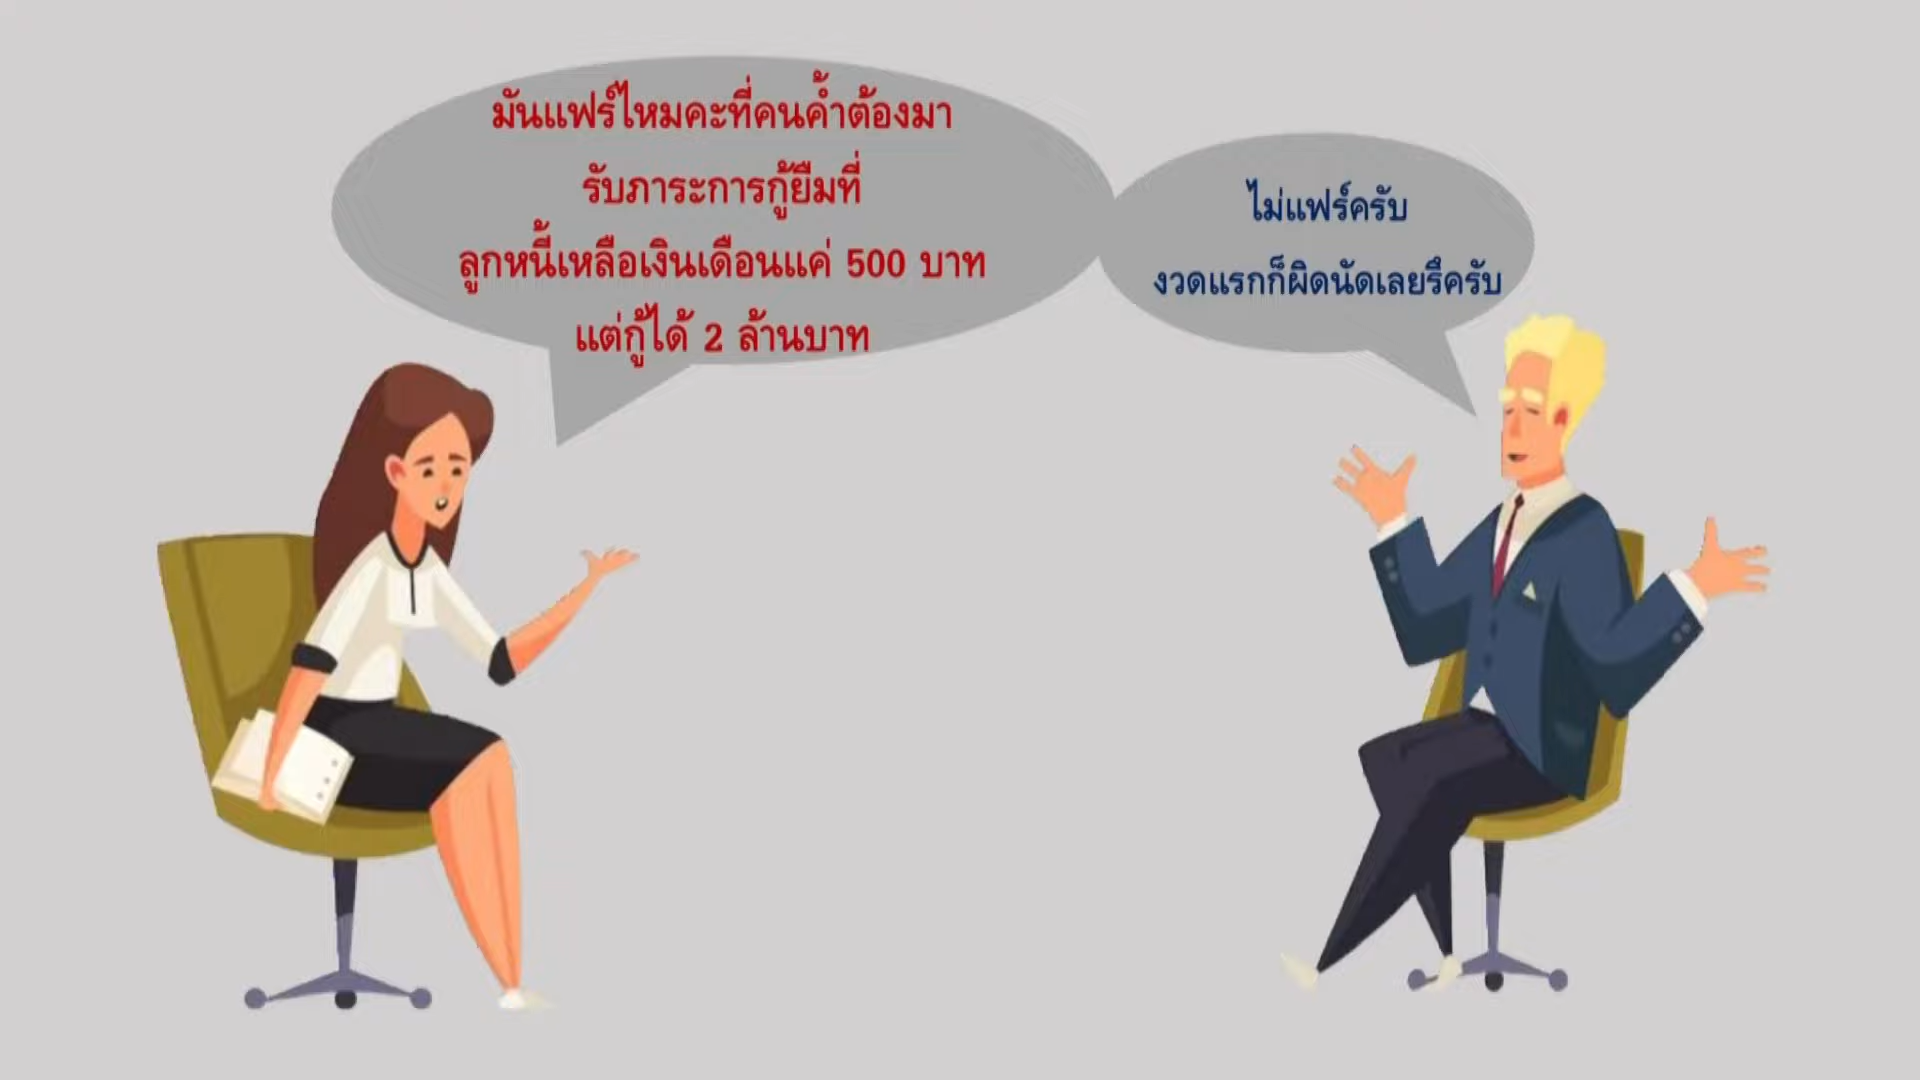 มันแฟร์ไหมคะที่คนค้ำต้องมา
รับภาระการกู้ยืมที่
ลูกหนี้เหลือเงินเดือนแค่ 500 บาท
แต่กู้ได้ 2 ล้านบาท
ไม่แฟร์ครับ
งวดแรกก็ผิดนัดเลยรึครับ